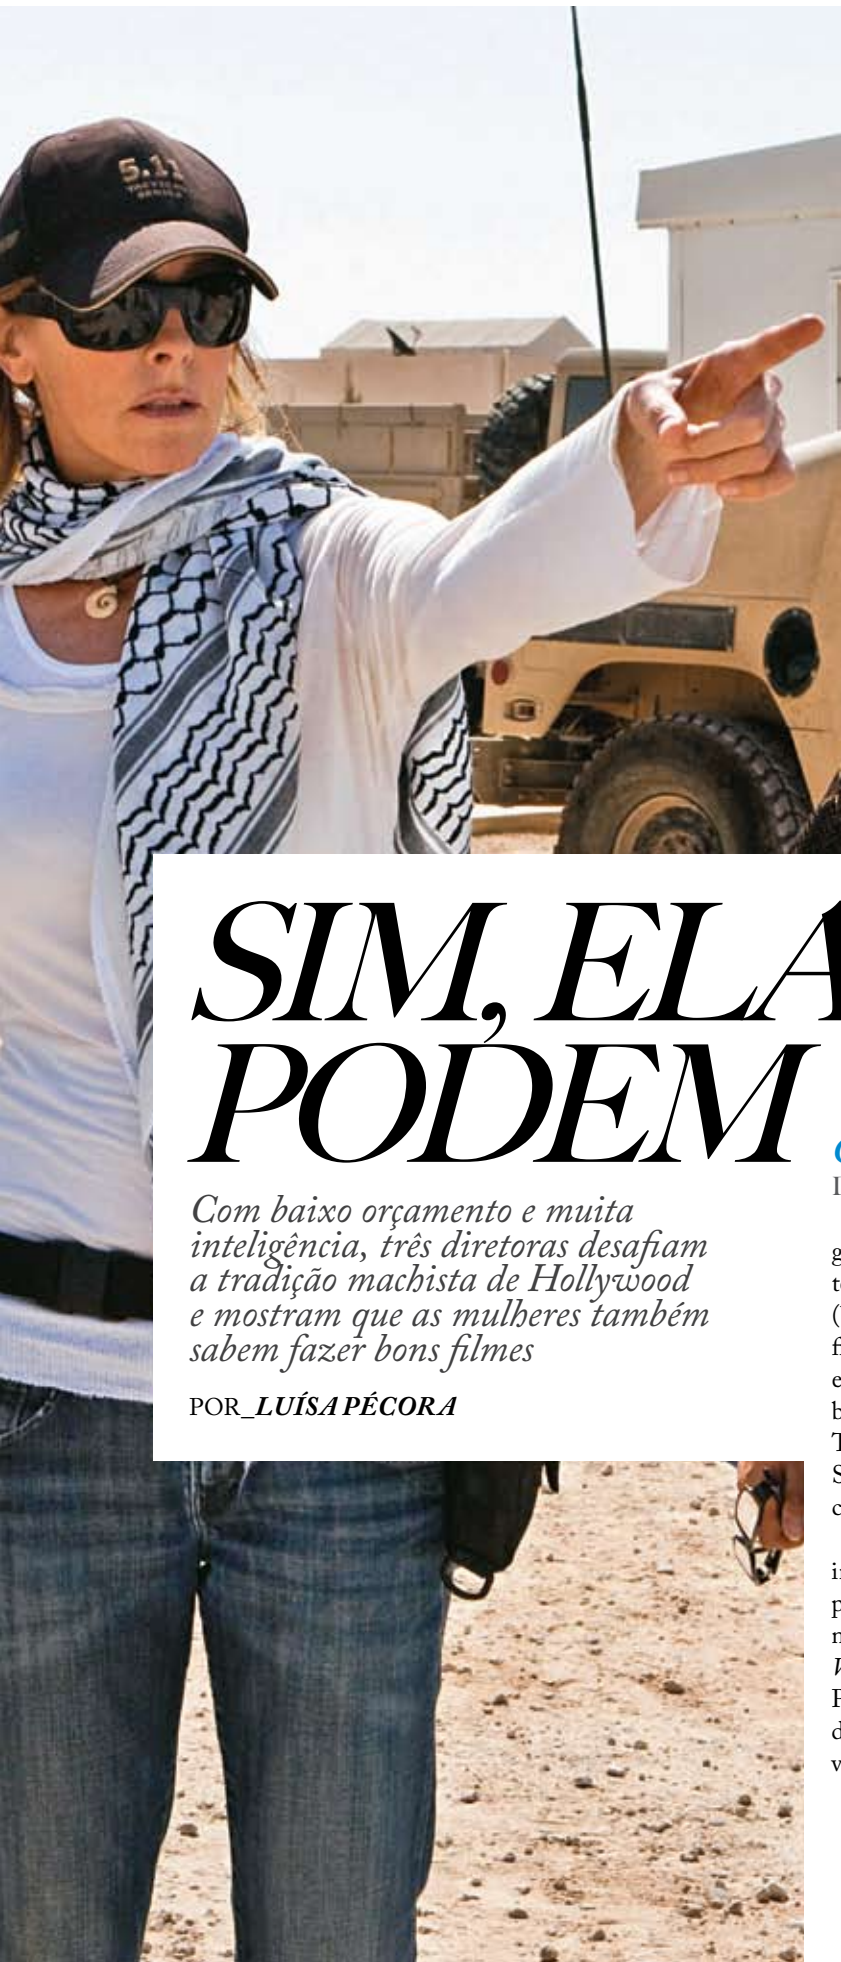 5.11
SIM, ELA
PODEM
Com baixo orçamento e muita
inteligência, três diretoras desafiam
a tradição machista de Hollywood
e mostram que as mulheres também
sabem fazer bons filmes
POR_LUÍSA PÉCORA